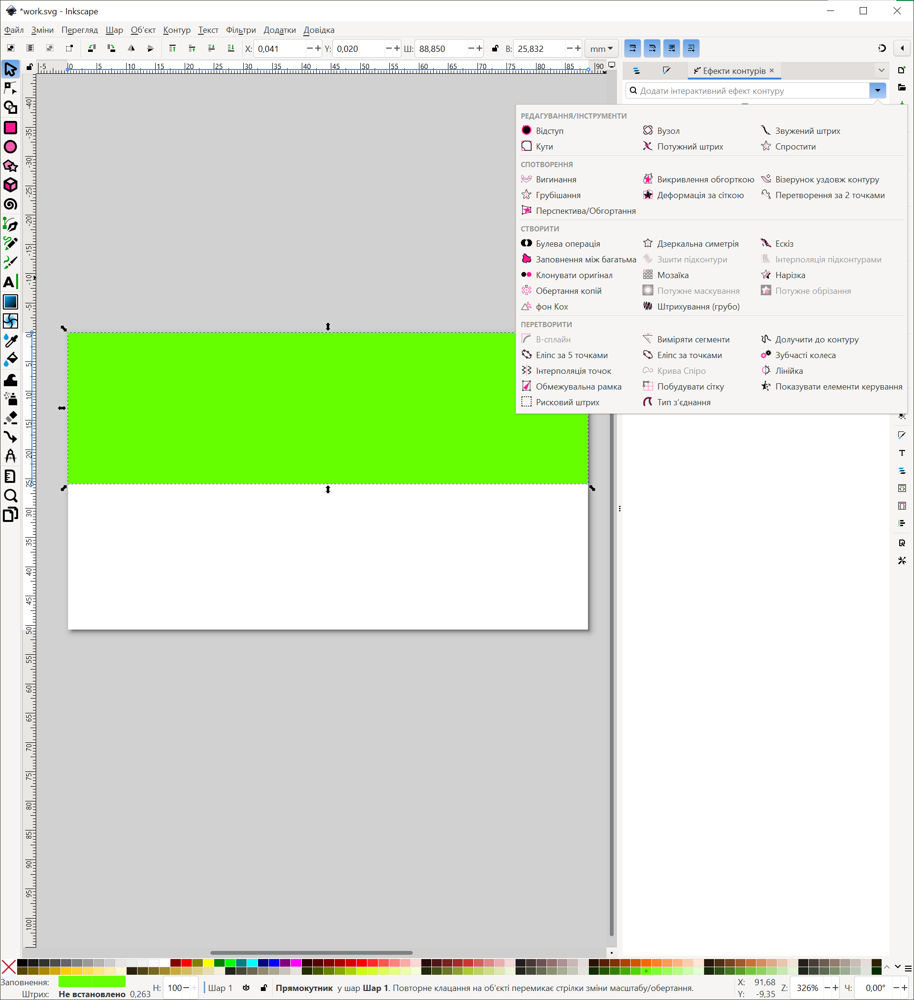 *work.svg - Inkscape
Файл Зміни Перегляд Шар Об'єкт Контур Текст Фільтри Додатки Довідка
X: 0,041 Y: 0,020 Ш: 88,850 В: 25,832 mm
-5 0 5 10 15 20 25 30 35 40 45 50 55 60 65 70 75 80 85 90
Ефекти контурів
Додати інтерактивний ефект контуру
РЕДАГУВАННЯ/ІНСТРУМЕНТИ
Відступ Вузол Звужений штрих
Кути Потужний штрих Спростити
СПОТВОРЕННЯ
Вигинання Викривлення обгорткою Візерунок уздовж контуру
Грубішання Деформація за сіткою Перетворення за 2 точками
Перспектива/Обгортання
СТВОРИТИ
Булева операція Дзеркальна симетрія Ескіз
Заповнення між багатьма Зшити підконтури Інтерполяція підконтурами
Клонувати оригінал Мозаїка Нарізка
Обертання копій Потужне маскування Потужне обрізання
фон Кох Штрихування (грубо)
ПЕРЕТВОРИТИ
B-сплайн Виміряти сегменти Долучити до контуру
Еліпс за 5 точками Еліпс за точками Зубчасті колеса
Інтерполяція точок Крива Спіро Лінійка
Обмежувальна рамка Побудувати сітку Показувати елементи керування
Рисковий штрих Тип з’єднання
-40
-35
-30
-25
-20
-15
-10
-5
0
5
10
15
20
25
30
35
40
45
50
55
60
65
70
75
80
85
90
95
100
Заповнення:
Штрих: Не встановлено 0,263
Н: 100 Шар 1 Прямокутник у шар Шар 1. Повторне клацання на об'єкті перемикає стрілки зміни масштабу/обертання.
X: 91,68
Y: -9,35
Z: 326% Ч: 0,00°